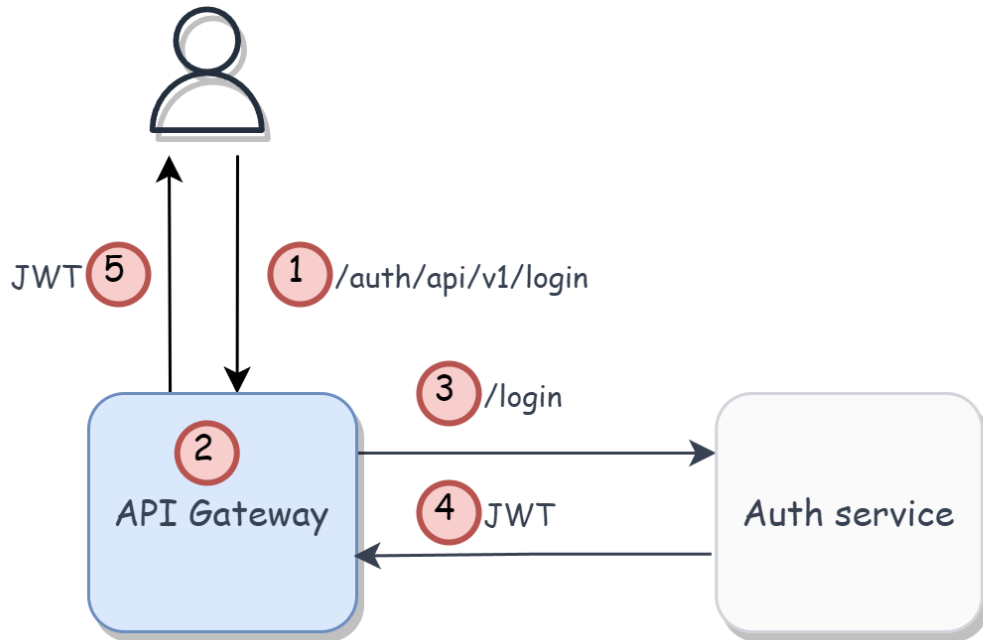 JWT 5
1 /auth/api/v1/login
3 /login
2
API Gateway
4 JWT
Auth service